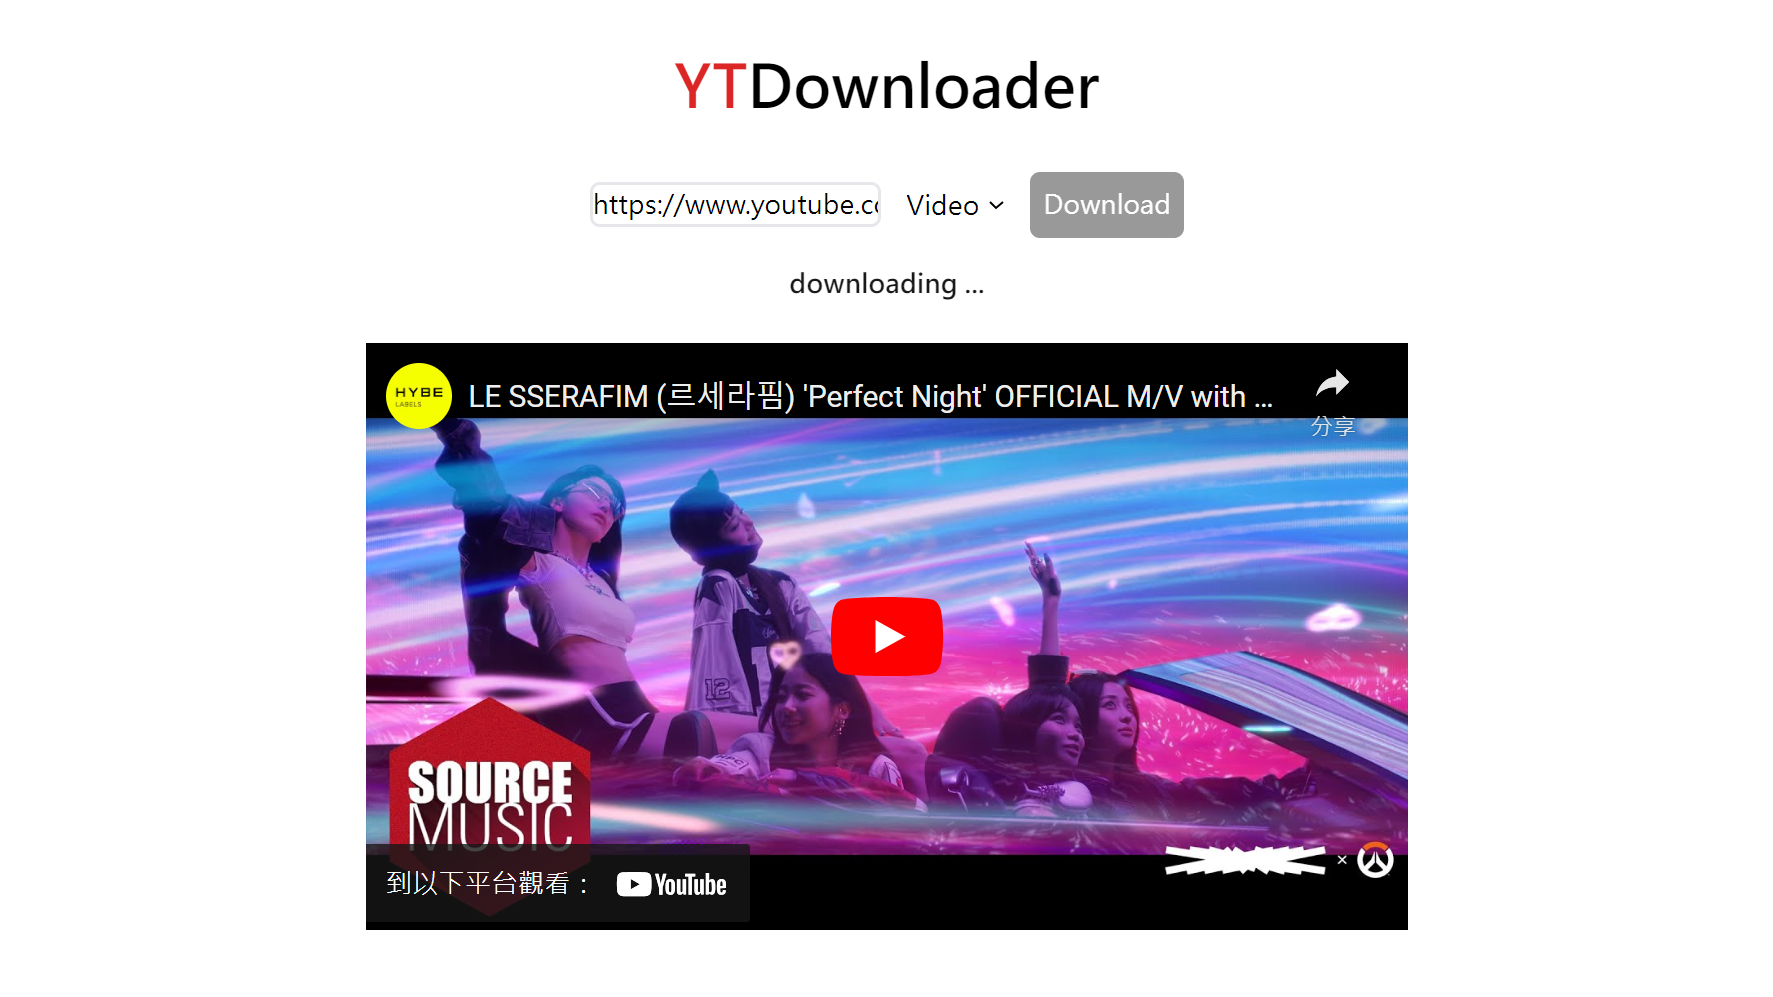 YTDownloader
https://www.youtube.c
Video
Download
downloading ...
HYBE
LABELS
LE SSERAFIM (르세라핌) 'Perfect Night' OFFICIAL M/V with ...
分享
12
1
SOURCE
MUSIC
到以下平台觀看：
YouTube
×